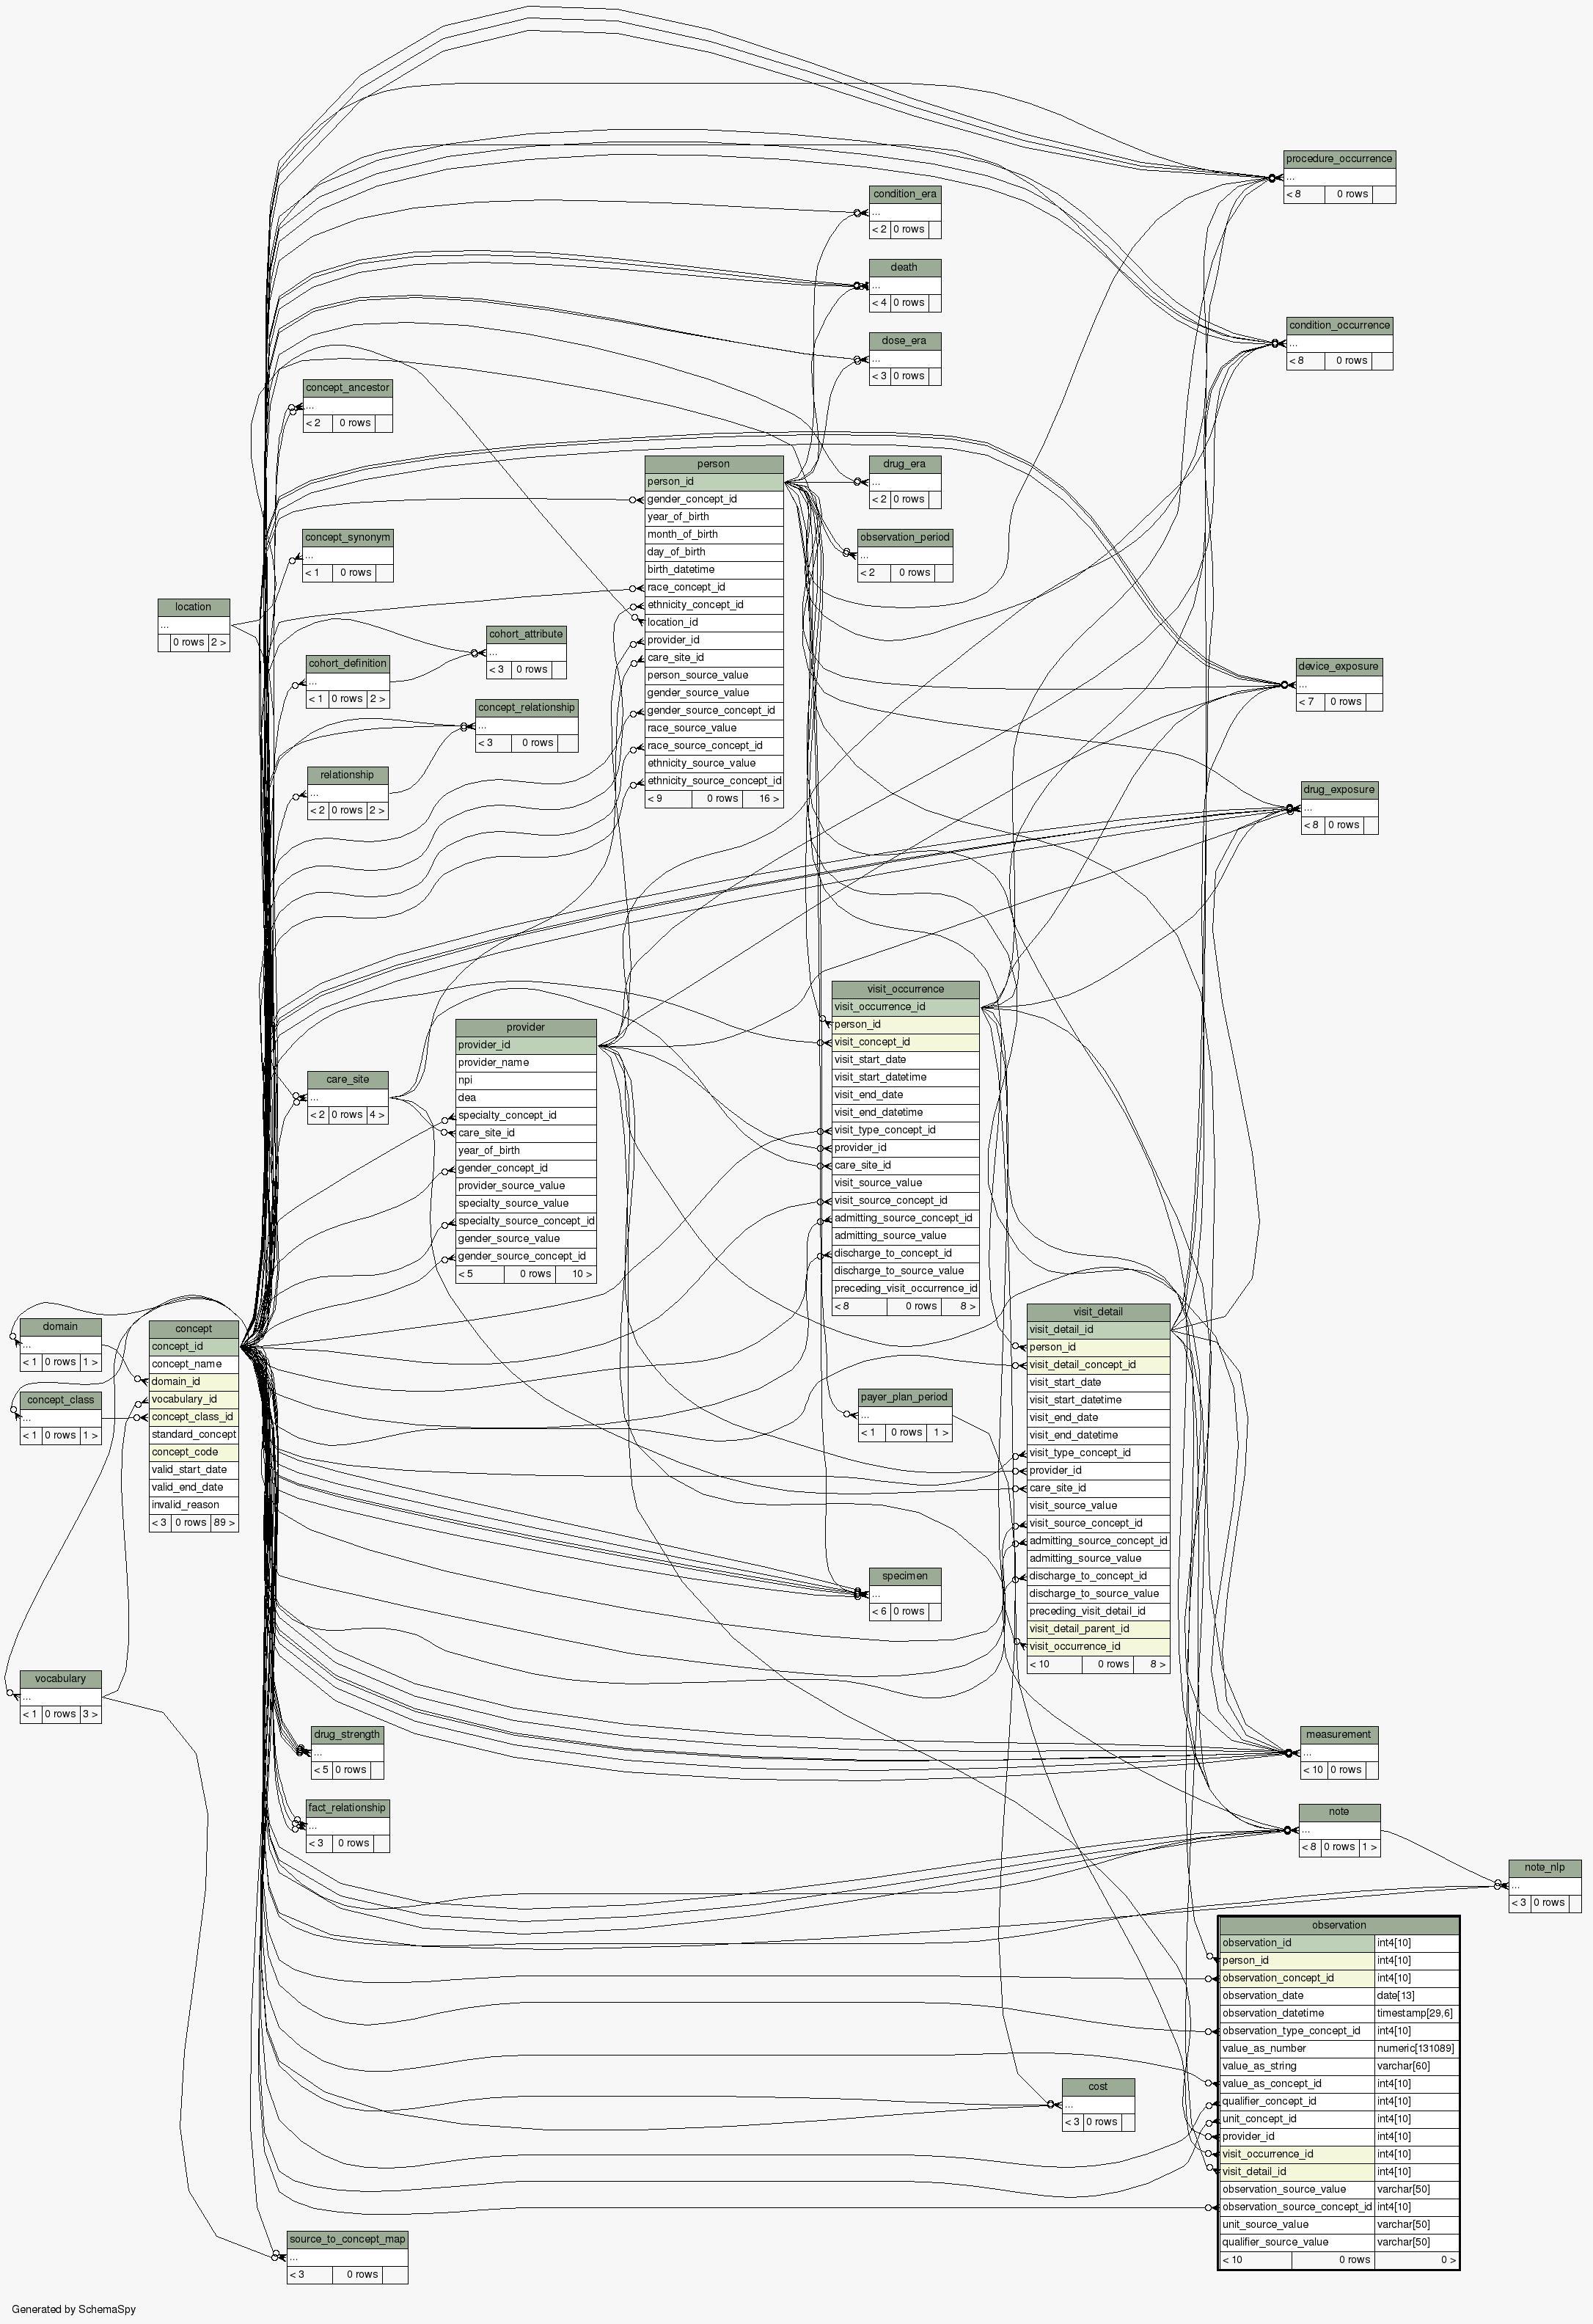 procedure_occurrence
...
< 8 0 rows
condition_era
...
< 2 0 rows
death
...
< 4 0 rows
condition_occurrence
...
< 8 0 rows
dose_era
...
< 3 0 rows
concept_ancestor
...
< 2 0 rows
person
person_id
gender_concept_id
year_of_birth
month_of_birth
day_of_birth
birth_datetime
race_concept_id
ethnicity_concept_id
location_id
provider_id
care_site_id
person_source_value
gender_source_value
gender_source_concept_id
race_source_value
race_source_concept_id
ethnicity_source_value
ethnicity_source_concept_id
< 9 0 rows 16 >
drug_era
...
< 2 0 rows
concept_synonym
...
< 1 0 rows
observation_period
...
< 2 0 rows
location
...
0 rows 2 >
cohort_attribute
...
< 3 0 rows
cohort_definition
...
< 1 0 rows 2 >
device_exposure
...
< 7 0 rows
concept_relationship
...
< 3 0 rows
relationship
...
< 2 0 rows 2 >
drug_exposure
...
< 8 0 rows
visit_occurrence
visit_occurrence_id
person_id
visit_concept_id
visit_start_date
visit_start_datetime
visit_end_date
visit_end_datetime
visit_type_concept_id
provider_id
care_site_id
visit_source_value
visit_source_concept_id
admitting_source_concept_id
admitting_source_value
discharge_to_concept_id
discharge_to_source_value
preceding_visit_occurrence_id
< 8 0 rows 8 >
provider
provider_id
provider_name
npi
dea
specialty_concept_id
care_site_id
year_of_birth
gender_concept_id
provider_source_value
specialty_source_value
specialty_source_concept_id
gender_source_value
gender_source_concept_id
< 5 0 rows 10 >
care_site
...
< 2 0 rows 4 >
visit_detail
visit_detail_id
person_id
visit_detail_concept_id
visit_start_date
visit_start_datetime
visit_end_date
visit_end_datetime
visit_type_concept_id
provider_id
care_site_id
visit_source_value
visit_source_concept_id
admitting_source_concept_id
admitting_source_value
discharge_to_concept_id
discharge_to_source_value
preceding_visit_detail_id
visit_detail_parent_id
visit_occurrence_id
< 10 0 rows 8 >
domain
...
< 1 0 rows 1 >
concept
concept_id
concept_name
domain_id
vocabulary_id
concept_class_id
standard_concept
concept_code
valid_start_date
valid_end_date
invalid_reason
< 3 0 rows 89 >
concept_class
...
< 1 0 rows 1 >
payer_plan_period
...
< 1 0 rows 1 >
specimen
...
< 6 0 rows
vocabulary
...
< 1 0 rows 3 >
drug_strength
...
< 5 0 rows
measurement
...
< 10 0 rows
fact_relationship
...
< 3 0 rows
note
...
< 8 0 rows 1 >
note_nlp
...
< 3 0 rows
observation
observation_id int4[10]
person_id int4[10]
observation_concept_id int4[10]
observation_date date[13]
observation_datetime timestamp[29,6]
observation_type_concept_id int4[10]
value_as_number numeric[131089]
value_as_string varchar[60]
value_as_concept_id int4[10]
qualifier_concept_id int4[10]
unit_concept_id int4[10]
provider_id int4[10]
visit_occurrence_id int4[10]
visit_detail_id int4[10]
observation_source_value varchar[50]
observation_source_concept_id int4[10]
unit_source_value varchar[50]
qualifier_source_value varchar[50]
< 10 0 rows 0 >
cost
...
< 3 0 rows
source_to_concept_map
...
< 3 0 rows
Generated by SchemaSpy